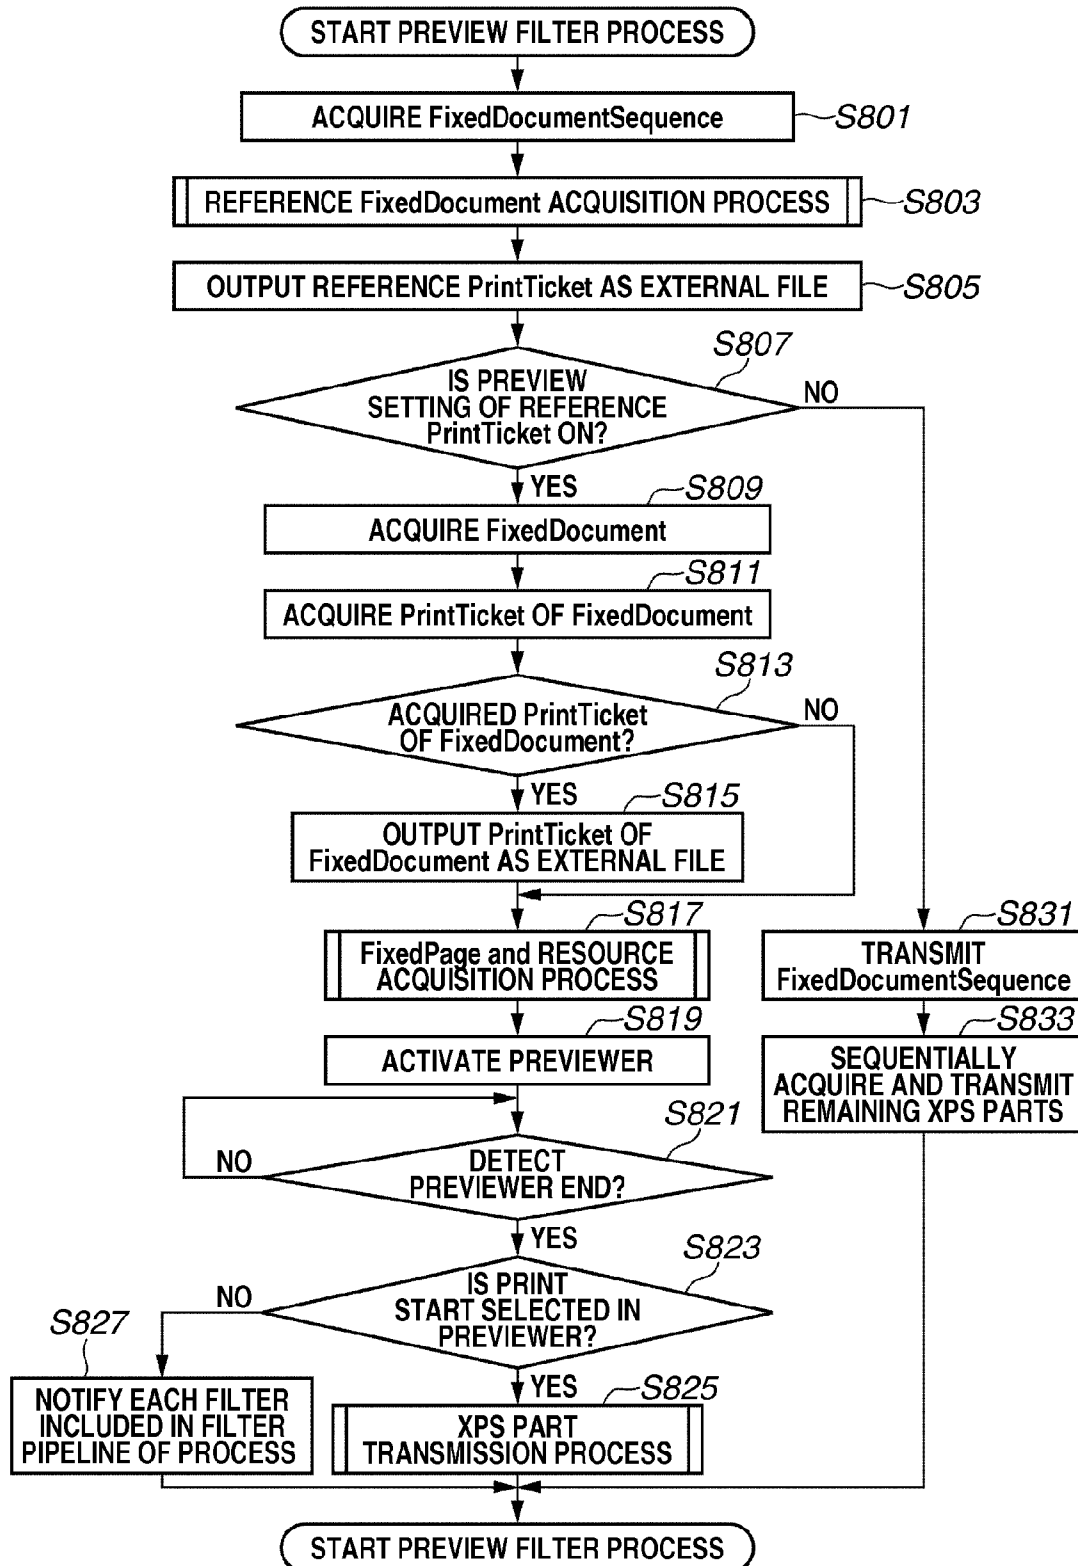 START PREVIEW FILTER PROCESS
ACQUIRE FixedDocumentSequence
S801
REFERENCE FixedDocument ACQUISITION PROCESS
S803
OUTPUT REFERENCE PrintTicket AS EXTERNAL FILE
S805
S807
IS PREVIEW
SETTING OF REFERENCE
PrintTicket ON?
NO
YES
S809
ACQUIRE FixedDocument
S811
ACQUIRE PrintTicket OF FixedDocument
S813
ACQUIRED PrintTicket
OF FixedDocument?
NO
YES
S815
OUTPUT PrintTicket OF
FixedDocument AS EXTERNAL FILE
S817
FixedPage and RESOURCE
ACQUISITION PROCESS
S831
TRANSMIT
FixedDocumentSequence
S819
ACTIVATE PREVIEWER
S833
SEQUENTIALLY
ACQUIRE AND TRANSMIT
REMAINING XPS PARTS
S821
DETECT
PREVIEWER END?
NO
YES
S823
IS PRINT
START SELECTED IN
PREVIEWER?
NO
YES
S827
NOTIFY EACH FILTER
INCLUDED IN FILTER
PIPELINE OF PROCESS
S825
XPS PART
TRANSMISSION PROCESS
START PREVIEW FILTER PROCESS